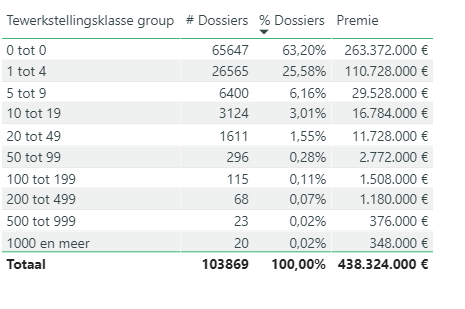 Tewerkstellingsklasse group # Dossiers % Dossiers Premie
0 tot 0 65647 63,20% 263.372.000 €
1 tot 4 26565 25,58% 110.728.000 €
5 tot 9 6400 6,16% 29.528.000 €
10 tot 19 3124 3,01% 16.784.000 €
20 tot 49 1611 1,55% 11.728.000 €
50 tot 99 296 0,28% 2.772.000 €
100 tot 199 115 0,11% 1.508.000 €
200 tot 499 68 0,07% 1.180.000 €
500 tot 999 23 0,02% 376.000 €
1000 en meer 20 0,02% 348.000 €
Totaal 103869 100,00% 438.324.000 €